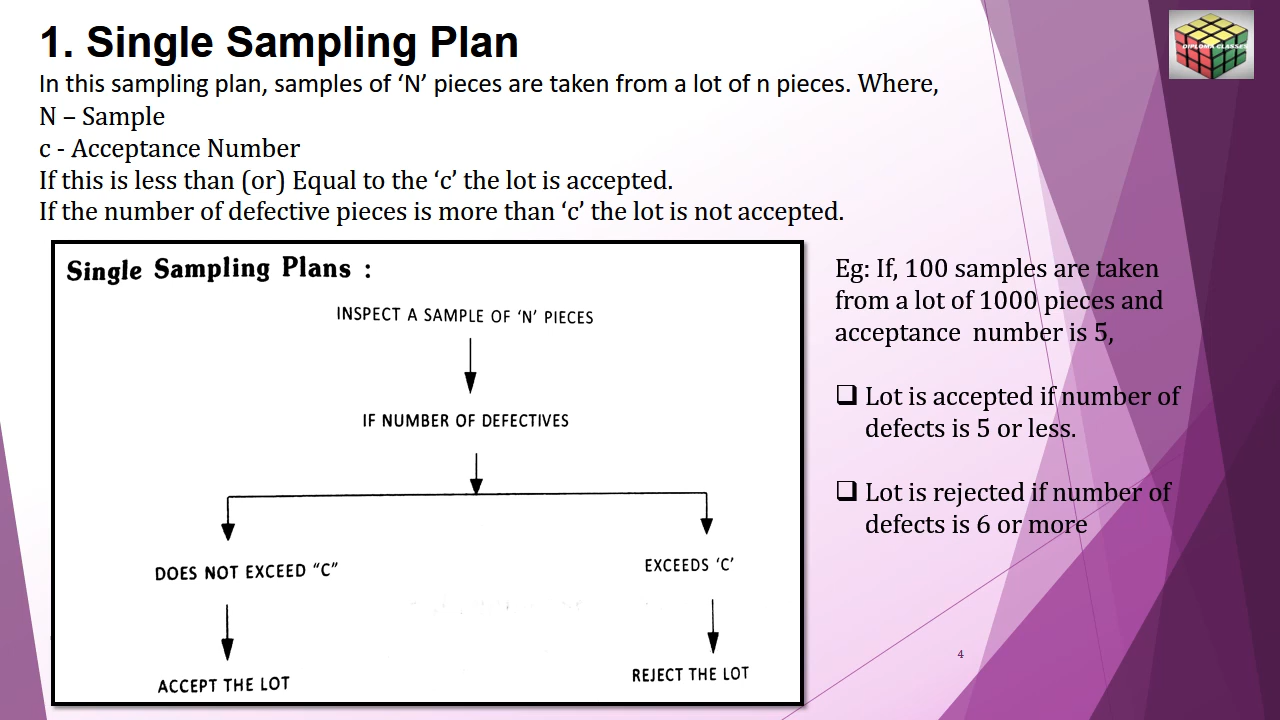 1. Single Sampling Plan
DIPLOMA CLASSES
In this sampling plan, samples of ‘N’ pieces are taken from a lot of n pieces. Where,
N – Sample
c - Acceptance Number
If this is less than (or) Equal to the ‘c’ the lot is accepted.
If the number of defective pieces is more than ‘c’ the lot is not accepted.
Single Sampling Plans :
INSPECT A SAMPLE OF ‘N’ PIECES
IF NUMBER OF DEFECTIVES
DOES NOT EXCEED “C”
EXCEEDS ‘C’
ACCEPT THE LOT
REJECT THE LOT
Eg: If, 100 samples are taken
from a lot of 1000 pieces and
acceptance number is 5,
❑ Lot is accepted if number of
defects is 5 or less.
❑ Lot is rejected if number of
defects is 6 or more
4